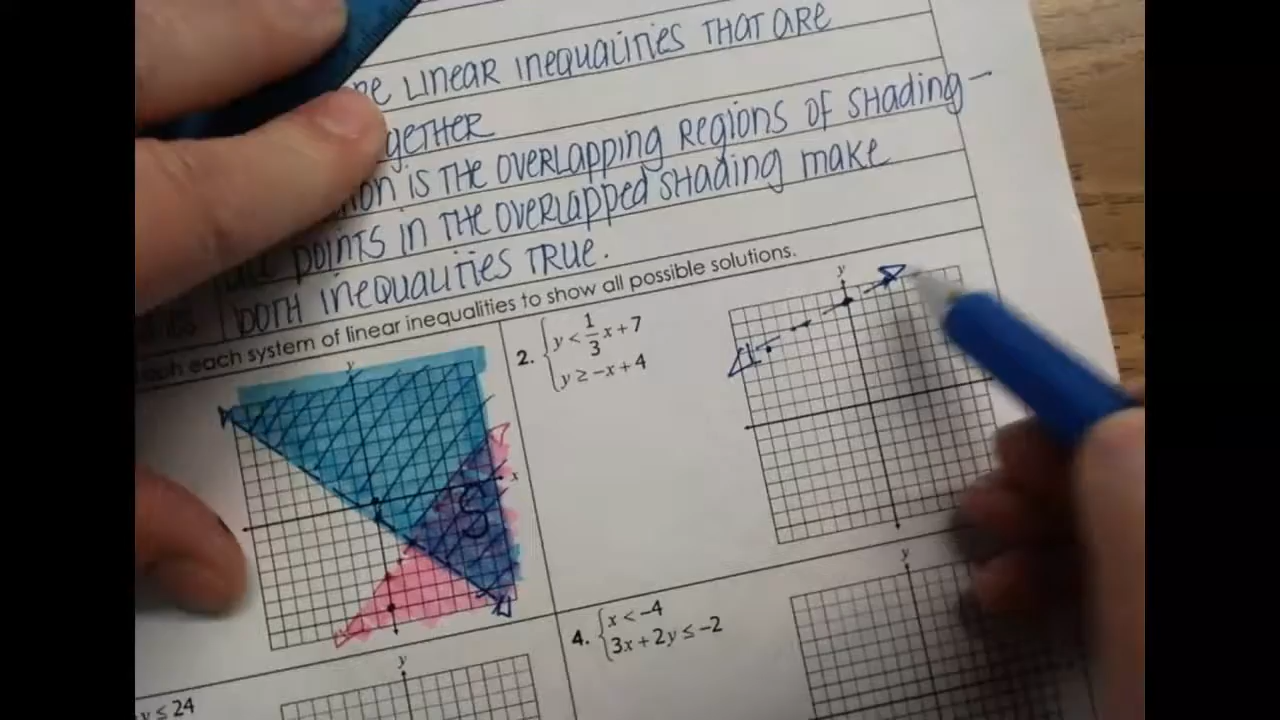 LINEAR INEQUALITIES THAT ARE
GETHER
ION IS THE OVERLAPPING REGIONS OF SHADING –
POINTS IN THE OVERLAPPED SHADING MAKE
BOTH INEQUALITIES TRUE.
each system of linear inequalities to show all possible solutions.
y
x
S
2. y < 1/3 x + 7
y ≥ −x + 4
y
4. x < −4
3x + 2y ≤ −2
y
y
y ≤ 24